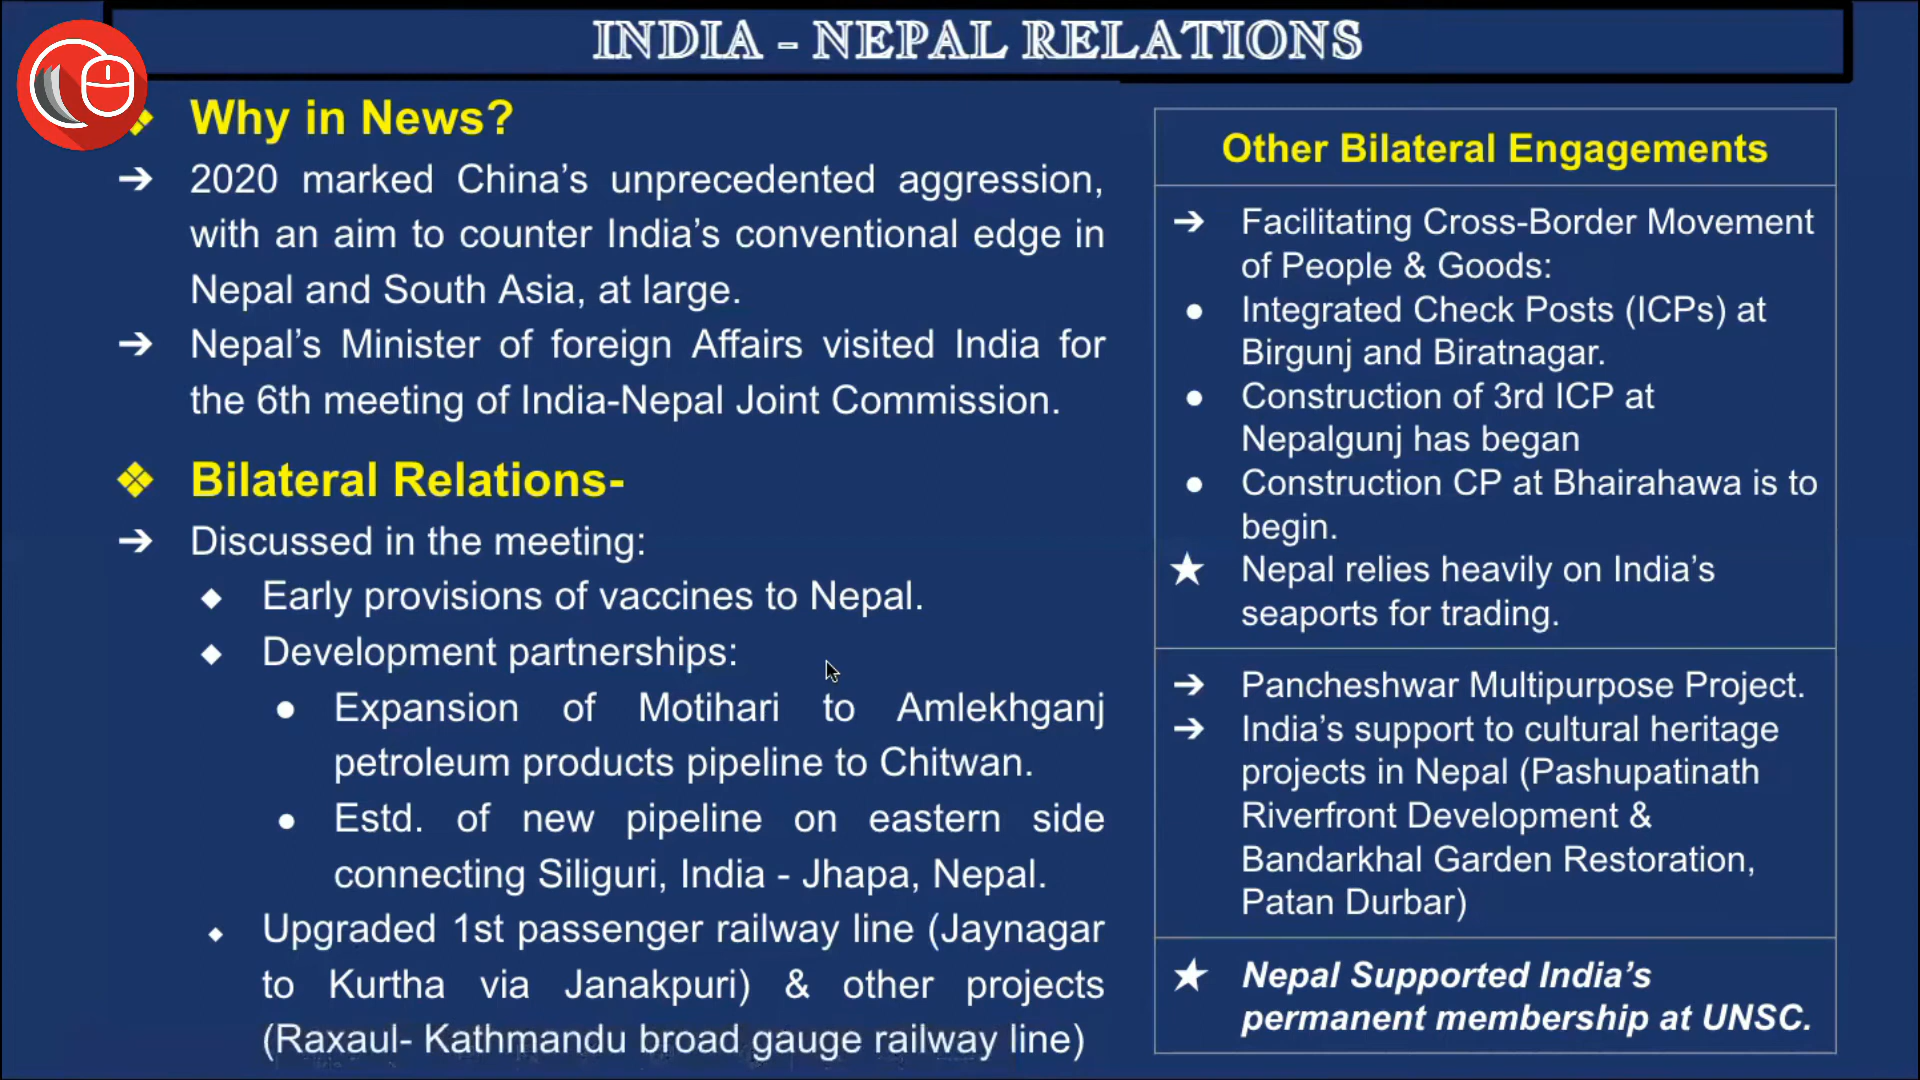 INDIA - NEPAL RELATIONS
❖ Why in News?
➔ 2020 marked China's unprecedented aggression,
with an aim to counter India's conventional edge in
Nepal and South Asia, at large.
➔ Nepal's Minister of foreign Affairs visited India for
the 6th meeting of India-Nepal Joint Commission.
❖ Bilateral Relations-
➔ Discussed in the meeting:
◆ Early provisions of vaccines to Nepal.
◆ Development partnerships:
● Expansion of Motihari to Amlekhganj
petroleum products pipeline to Chitwan.
● Estd. of new pipeline on eastern side
connecting Siliguri, India - Jhapa, Nepal.
◆ Upgraded 1st passenger railway line (Jaynagar
to Kurtha via Janakpuri) & other projects
(Raxaul- Kathmandu broad gauge railway line)
Other Bilateral Engagements
➔ Facilitating Cross-Border Movement
of People & Goods:
● Integrated Check Posts (ICPs) at
Birgunj and Biratnagar.
● Construction of 3rd ICP at
Nepalgunj has began
● Construction CP at Bhairahawa is to
begin.
★ Nepal relies heavily on India's
seaports for trading.
➔ Pancheshwar Multipurpose Project.
➔ India's support to cultural heritage
projects in Nepal (Pashupatinath
Riverfront Development &
Bandarkhal Garden Restoration,
Patan Durbar)
★ Nepal Supported India's
permanent membership at UNSC.